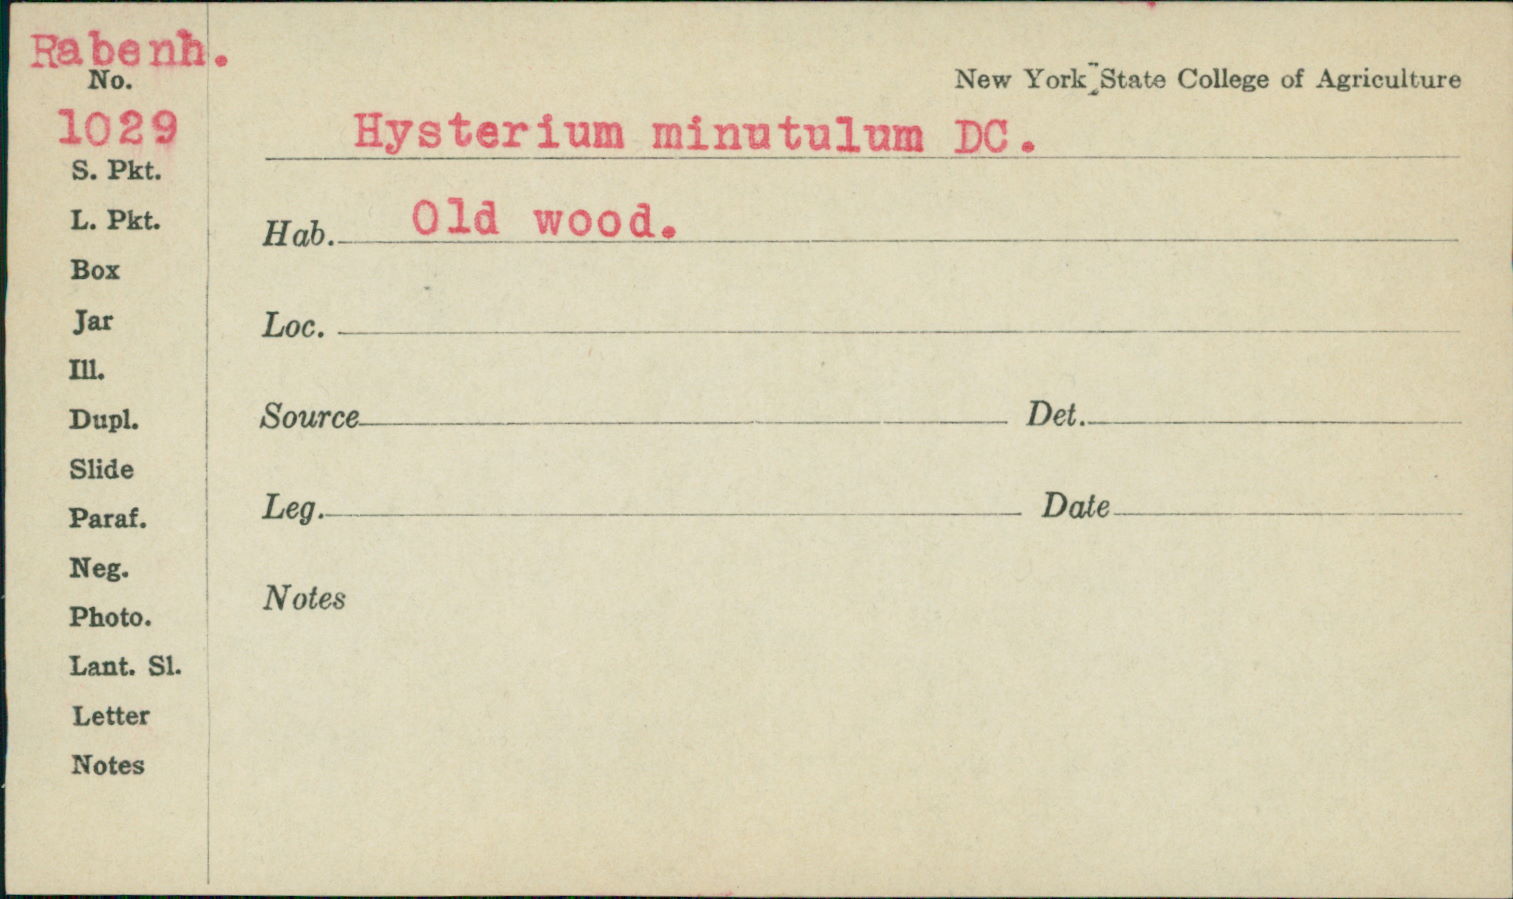 Rabenh.
No.
1029
S. Pkt.
L. Pkt.
Box
Jar
Ill.
Dupl.
Slide
Paraf.
Neg.
Photo.
Lant. Sl.
Letter
Notes
New York State College of Agriculture
Hysterium minutulum DC.
Hab. Old wood.
Loc.
Source Det.
Leg. Date
Notes